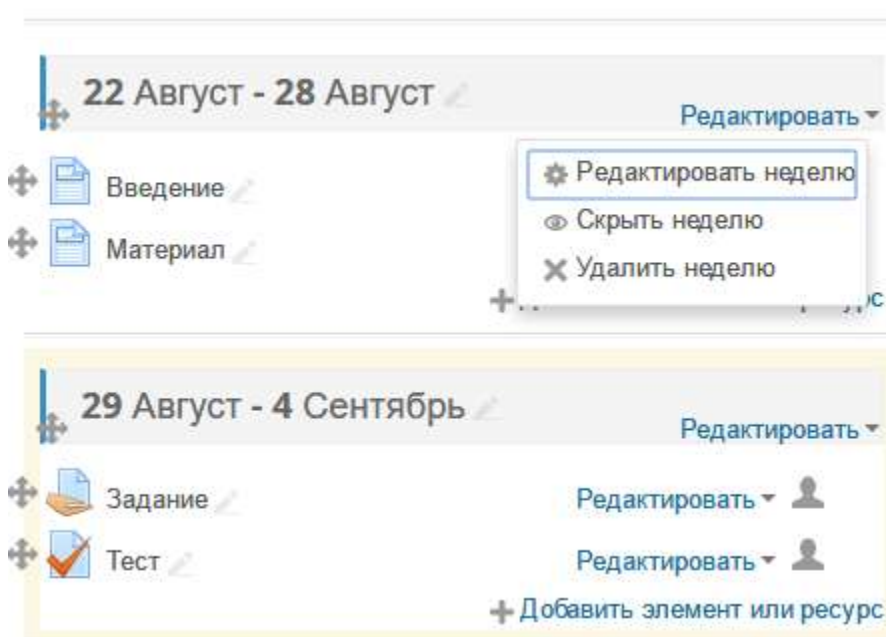 22 Август - 28 Август
Редактировать
Введение
Редактировать неделю
Материал
Скрыть неделю
Удалить неделю
29 Август - 4 Сентябрь
Редактировать
Задание
Редактировать
Тест
Редактировать
Добавить элемент или ресурс